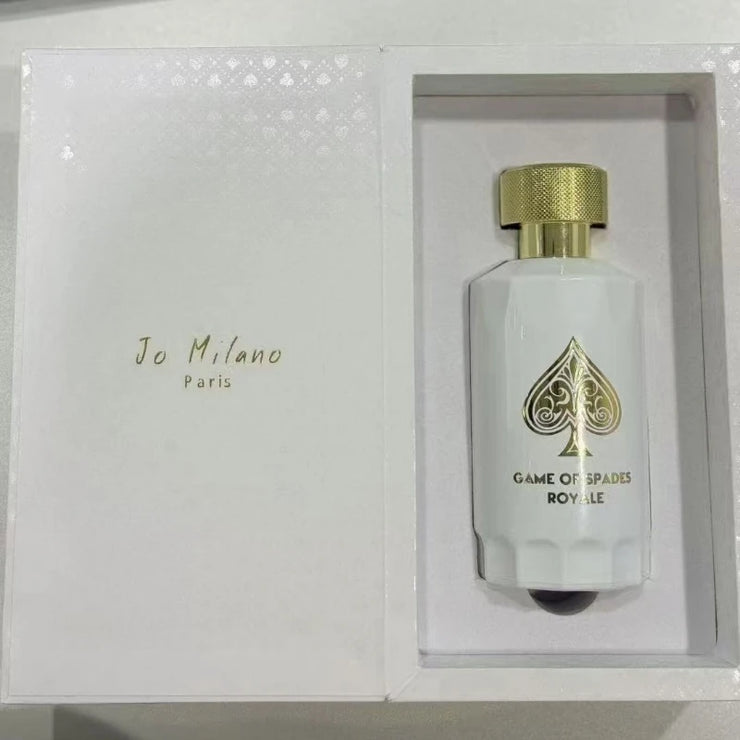 Jo Milano
Paris
GAME OF SPADES
ROYALE